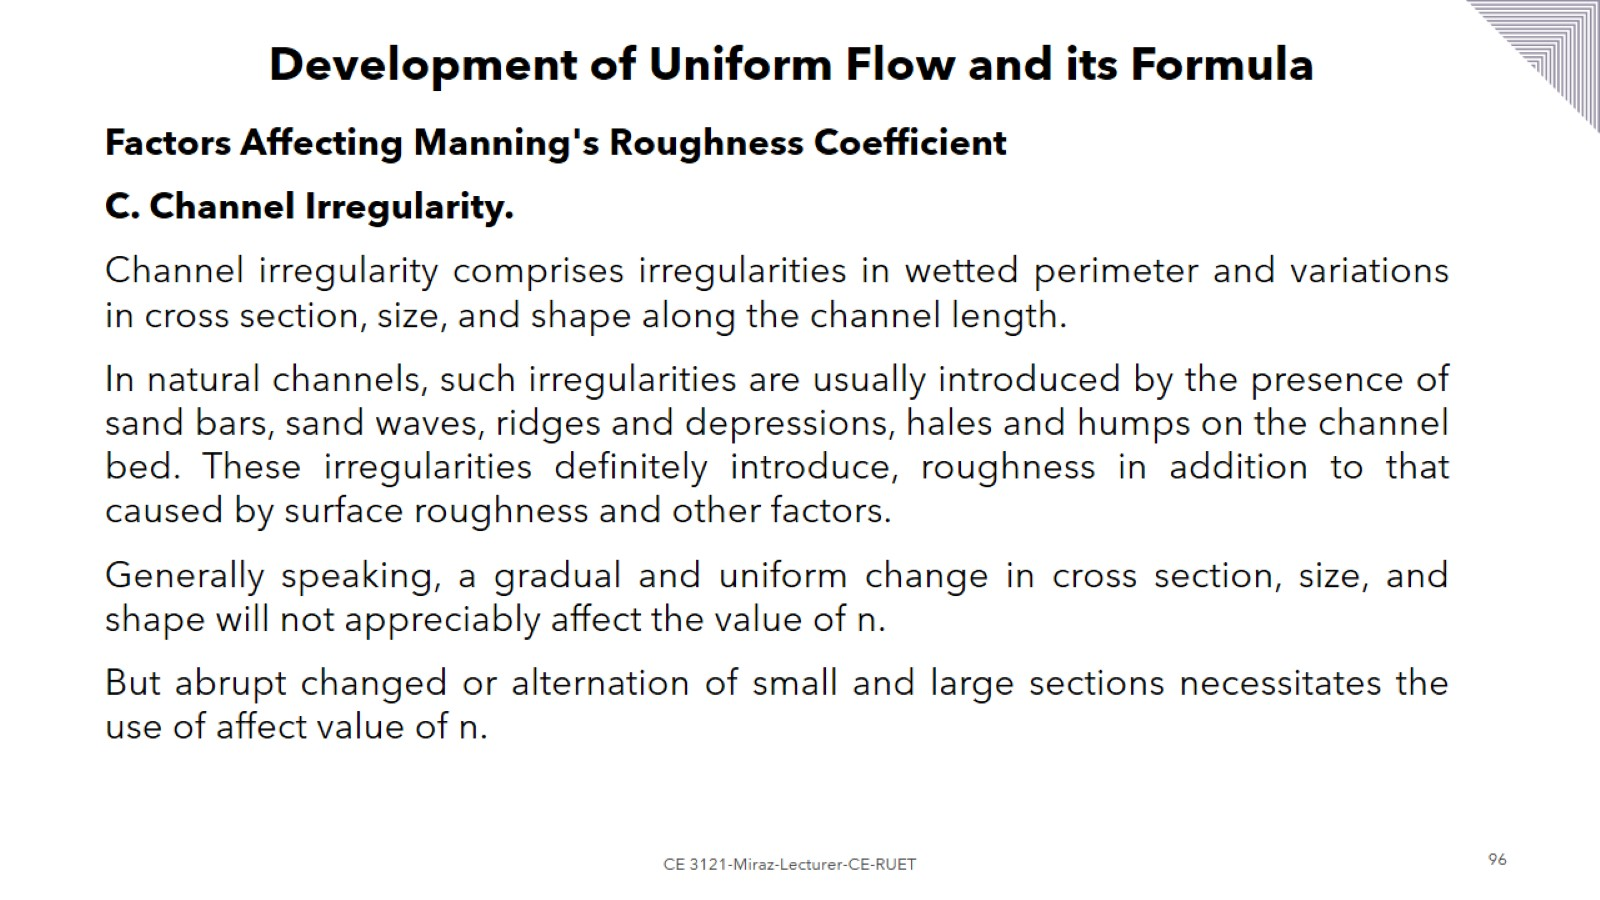 Development of Uniform Flow and its Formula
Factors Affecting Manning's Roughness Coefficient
C. Channel Irregularity.
Channel irregularity comprises irregularities in wetted perimeter and variations
in cross section, size, and shape along the channel length.
In natural channels, such irregularities are usually introduced by the presence of
sand bars, sand waves, ridges and depressions, hales and humps on the channel
bed. These irregularities definitely introduce, roughness in addition to that
caused by surface roughness and other factors.
Generally speaking, a gradual and uniform change in cross section, size, and
shape will not appreciably affect the value of n.
But abrupt changed or alternation of small and large sections necessitates the
use of affect value of n.
CE 3121-Miraz-Lecturer-CE-RUET
96